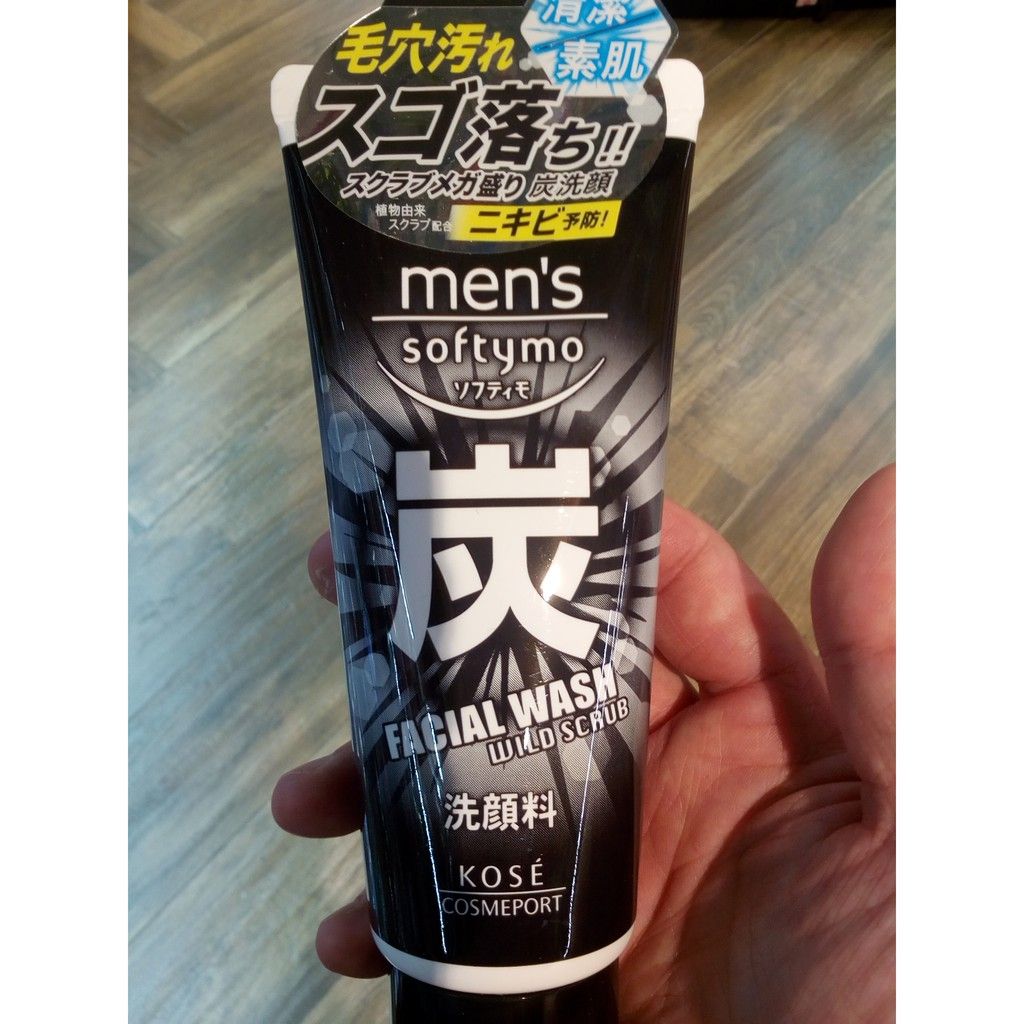 清潔
素肌
毛穴汚れ
スゴ落ち!!
スクラブメガ盛り 炭洗顔
植物由来
スクラブ配合
ニキビ予防!
men's
softymo
ソフティモ
炭
FACIAL WASH
WILD SCRUB
洗顔料
KOSÉ
COSMEPORT